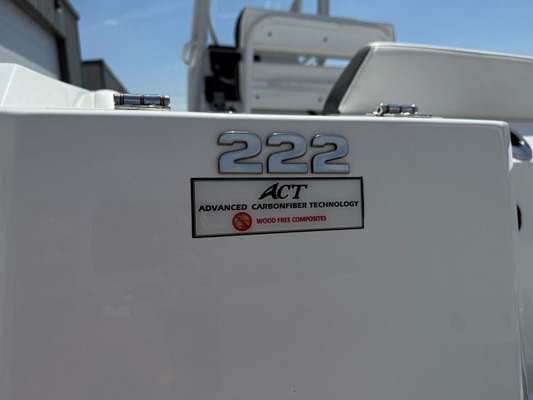 222
ACT
ADVANCED CARBONFIBER TECHNOLOGY
WOOD FREE COMPOSITES